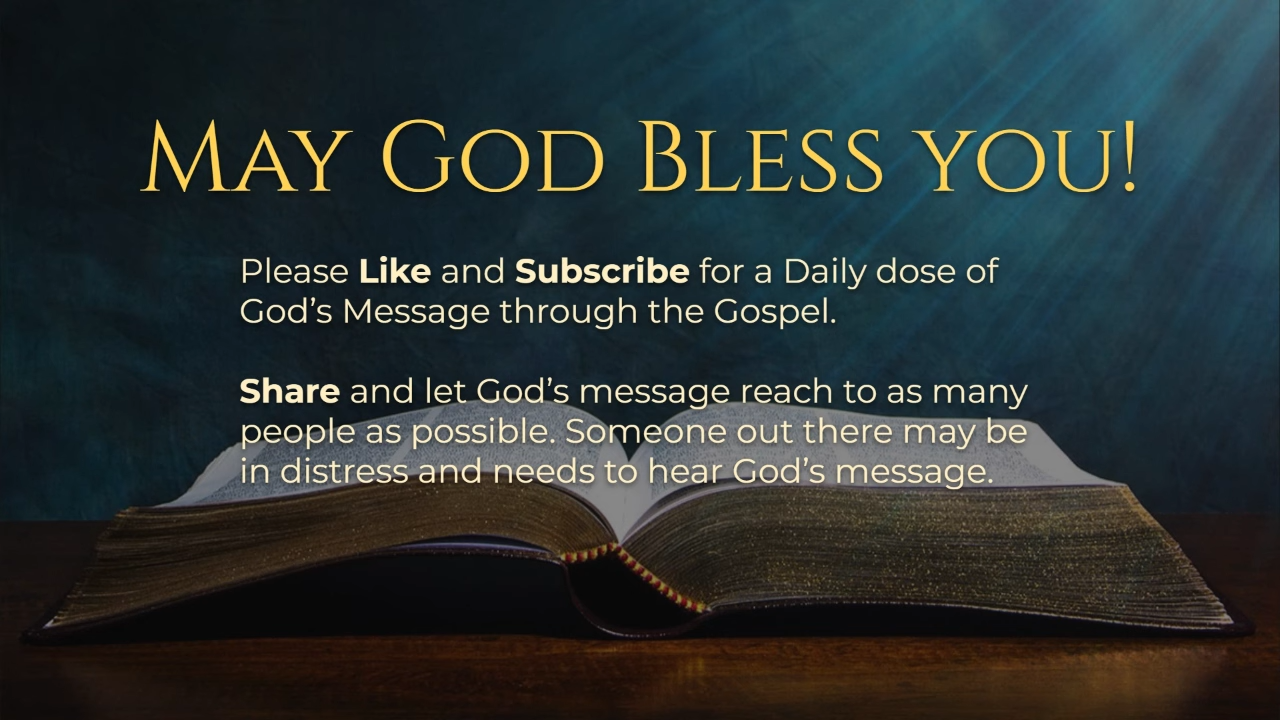 May God Bless you!
Please Like and Subscribe for a Daily dose of
God’s Message through the Gospel.
Share and let God’s message reach to as many
people as possible. Someone out there may be
in distress and needs to hear God’s message.